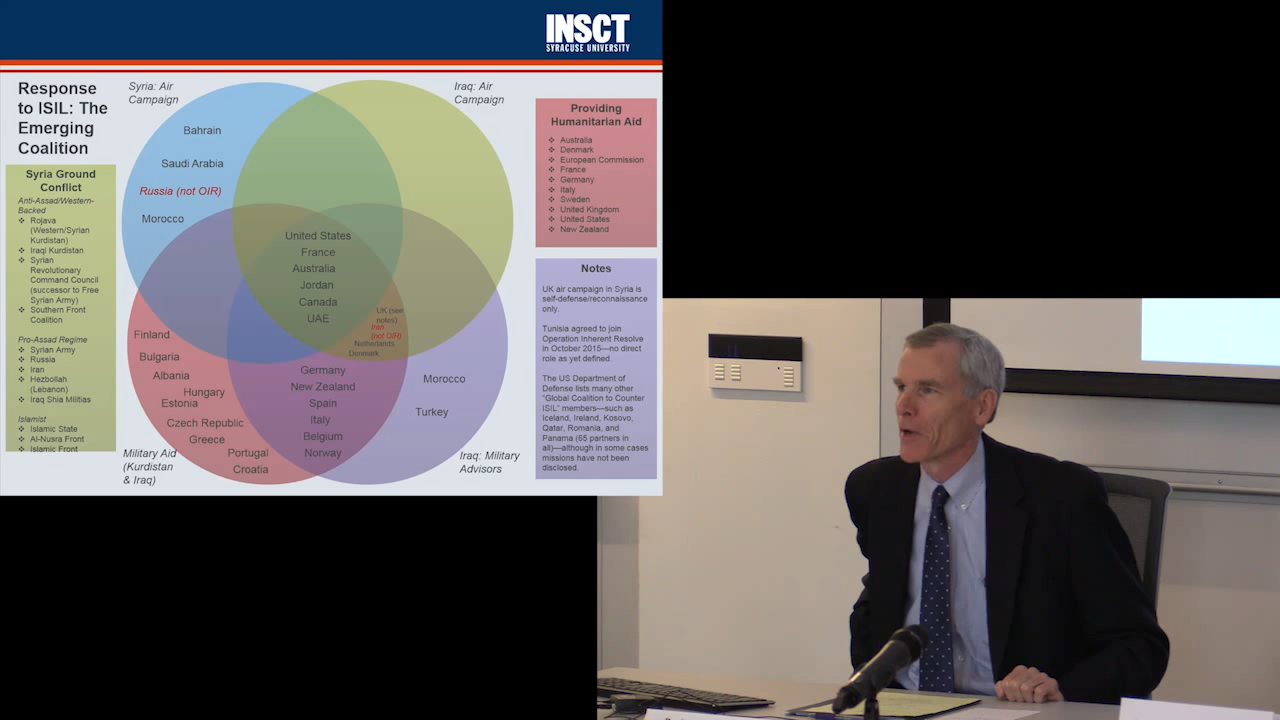 INSCT
SYRACUSE UNIVERSITY
Response
to ISIL: The
Emerging
Coalition
Syria Ground
Conflict
Anti-Assad/Western-
Backed
❖ Rojava
(Western/Syrian
Kurdistan)
❖ Iraqi Kurdistan
❖ Syrian
Revolutionary
Command Council
(successor to Free
Syrian Army)
❖ Southern Front
Coalition
Pro-Assad Regime
❖ Syrian Army
❖ Russia
❖ Iran
❖ Hezbollah
(Lebanon)
❖ Iraq Shia Militias
Islamist
❖ Islamic State
❖ Al-Nusra Front
❖ Islamic Front
Syria: Air
Campaign
Iraq: Air
Campaign
Bahrain
Saudi Arabia
Russia (not OIR)
Morocco
United States
France
Australia
Jordan
Canada
UAE
UK (see
notes)
Iran
(not OIR)
Netherlands
Denmark
Finland
Bulgaria
Albania
Hungary
Estonia
Czech Republic
Greece
Portugal
Croatia
Germany
New Zealand
Spain
Italy
Belgium
Norway
Morocco
Turkey
Military Aid
(Kurdistan
& Iraq)
Iraq: Military
Advisors
Providing
Humanitarian Aid
❖ Australia
❖ Denmark
❖ European Commission
❖ France
❖ Germany
❖ Italy
❖ Sweden
❖ United Kingdom
❖ United States
❖ New Zealand
Notes
UK air campaign in Syria is
self-defense/reconnaissance
only.
Tunisia agreed to join
Operation Inherent Resolve
in October 2015—no direct
role as yet defined.
The US Department of
Defense lists many other
"Global Coalition to Counter
ISIL" members—such as
Iceland, Ireland, Kosovo,
Qatar, Romania, and
Panama (65 partners in
all)—although in some cases
missions have not been
disclosed.